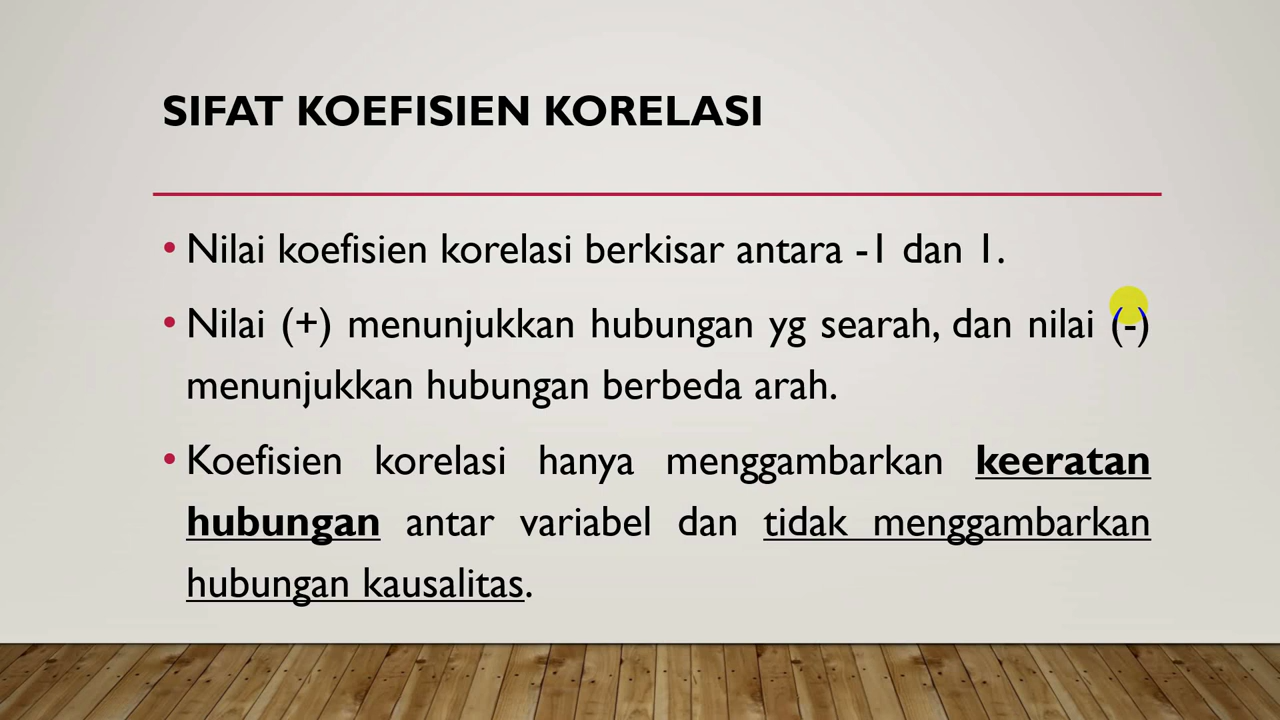 SIFAT KOEFISIEN KORELASI
• Nilai koefisien korelasi berkisar antara -1 dan 1.
• Nilai (+) menunjukkan hubungan yg searah, dan nilai (-)
menunjukkan hubungan berbeda arah.
• Koefisien korelasi hanya menggambarkan keeratan
hubungan antar variabel dan tidak menggambarkan
hubungan kausalitas.